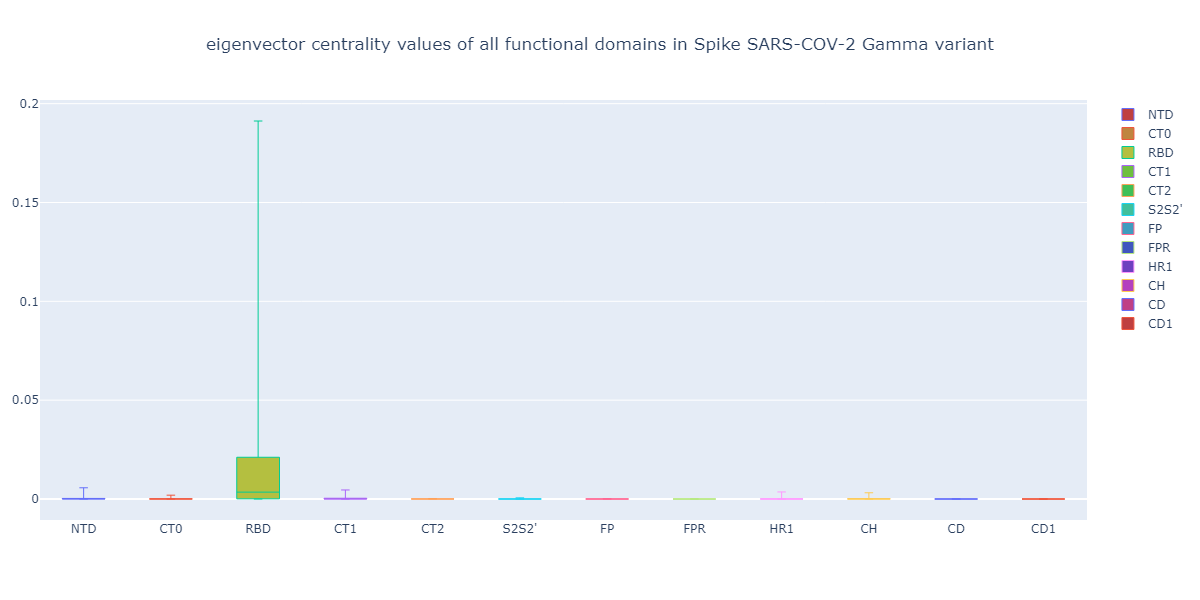 eigenvector centrality values of all functional domains in Spike SARS-COV-2 Gamma variant
0.2
0.15
0.1
0.05
0
NTD CT0 RBD CT1 CT2 S2S2' FP FPR HR1 CH CD CD1
NTD
CT0
RBD
CT1
CT2
S2S2'
FP
FPR
HR1
CH
CD
CD1